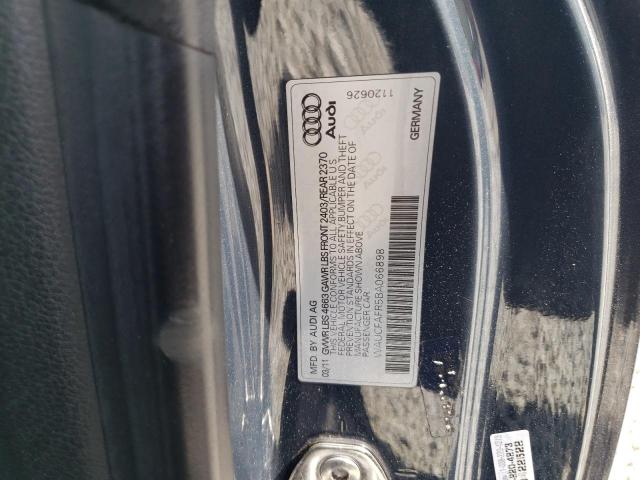 Audi
1120626
MFD BY AUDI AG
03/11 GVWR LBS 4663 GAWR LBS FRONT 2403/REAR 2370
THIS VEHICLE CONFORMS TO ALL APPLICABLE U S
FEDERAL MOTOR VEHICLE SAFETY BUMPER AND THEFT
PREVENTION STANDARDS IN EFFECT ON THE DATE OF
MANUFACTURE SHOWN ABOVE
PASSENGER CAR
WAUCFAFR5BA066898
GERMANY
22522